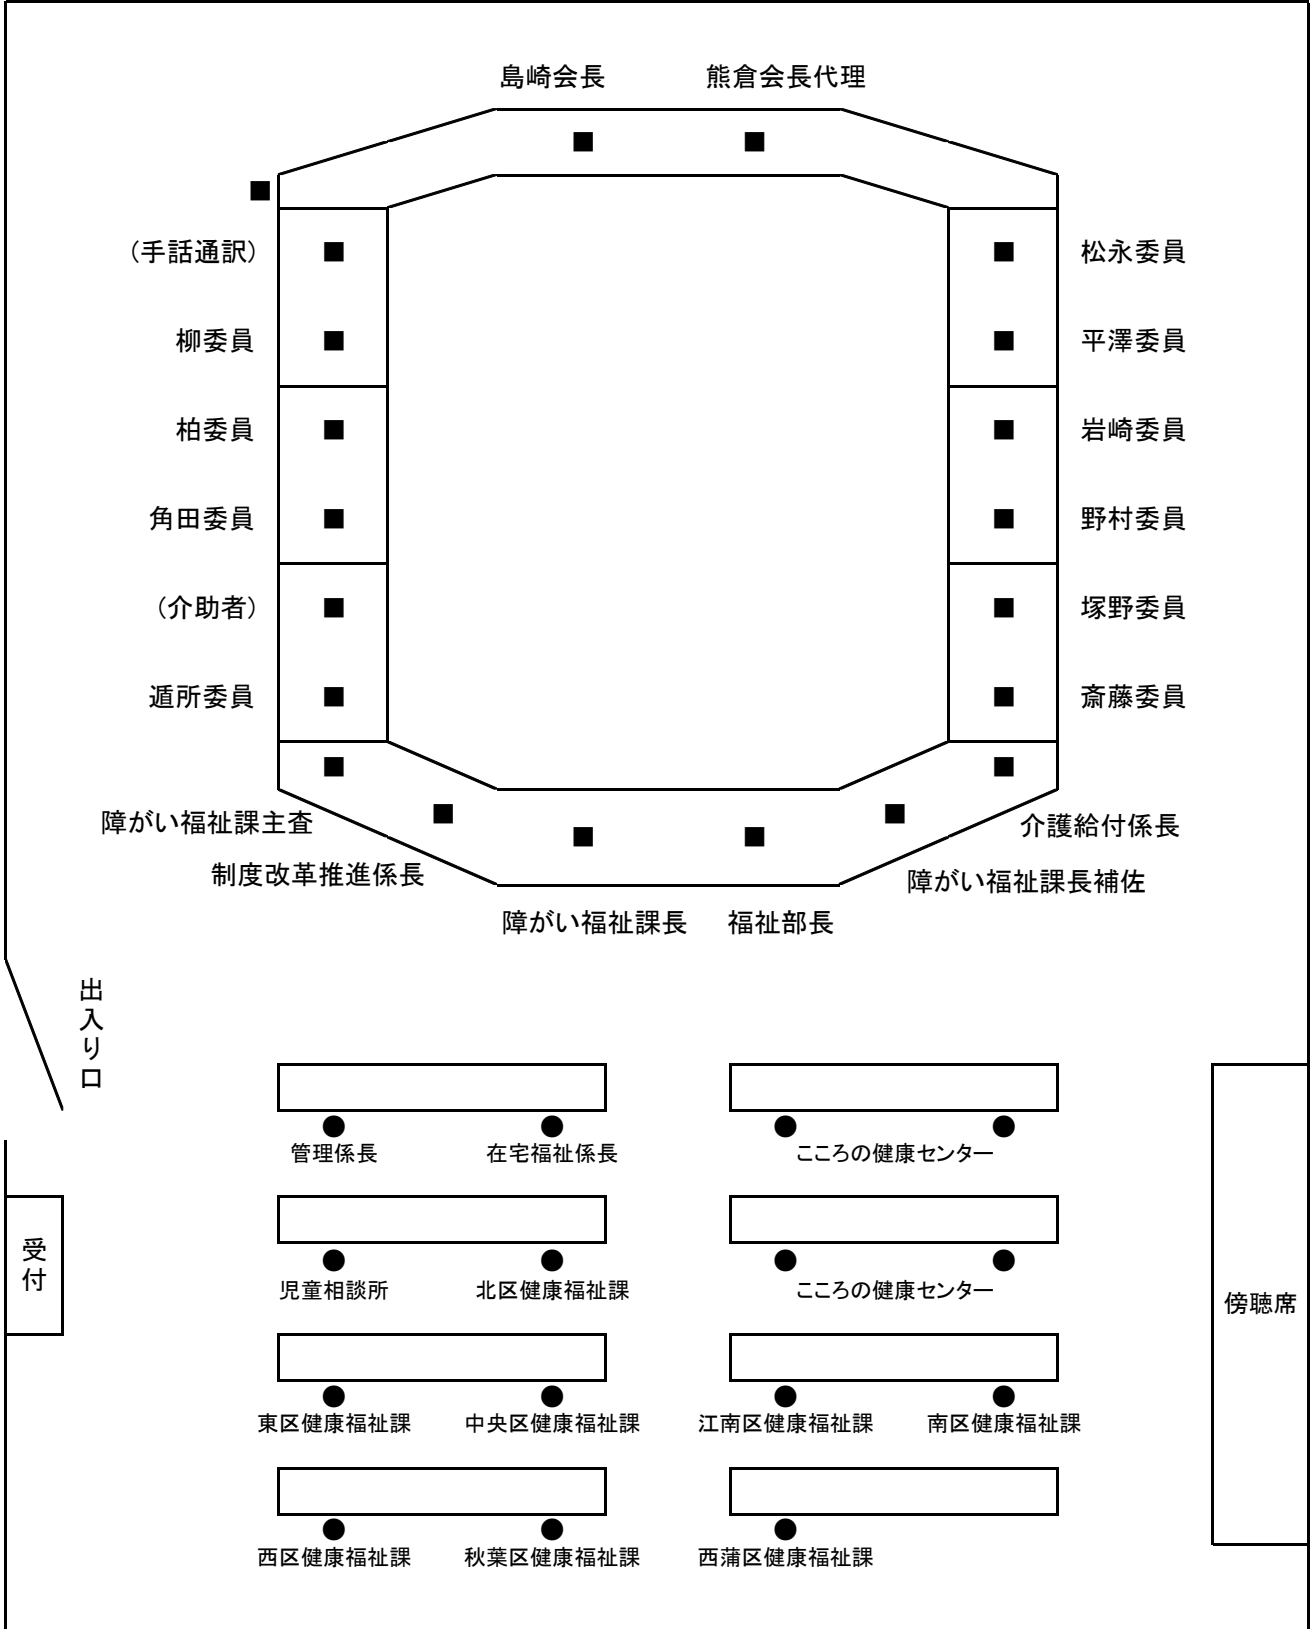 島崎会長
熊倉会長代理
（手話通訳）
松永委員
柳委員
平澤委員
柏委員
岩崎委員
角田委員
野村委員
（介助者）
塚野委員
遁所委員
斎藤委員
障がい福祉課主査
介護給付係長
制度改革推進係長
障がい福祉課長補佐
障がい福祉課長
福祉部長
出入り口
管理係長
在宅福祉係長
こころの健康センター
受付
児童相談所
北区健康福祉課
こころの健康センター
傍聴席
東区健康福祉課
中央区健康福祉課
江南区健康福祉課
南区健康福祉課
西区健康福祉課
秋葉区健康福祉課
西蒲区健康福祉課